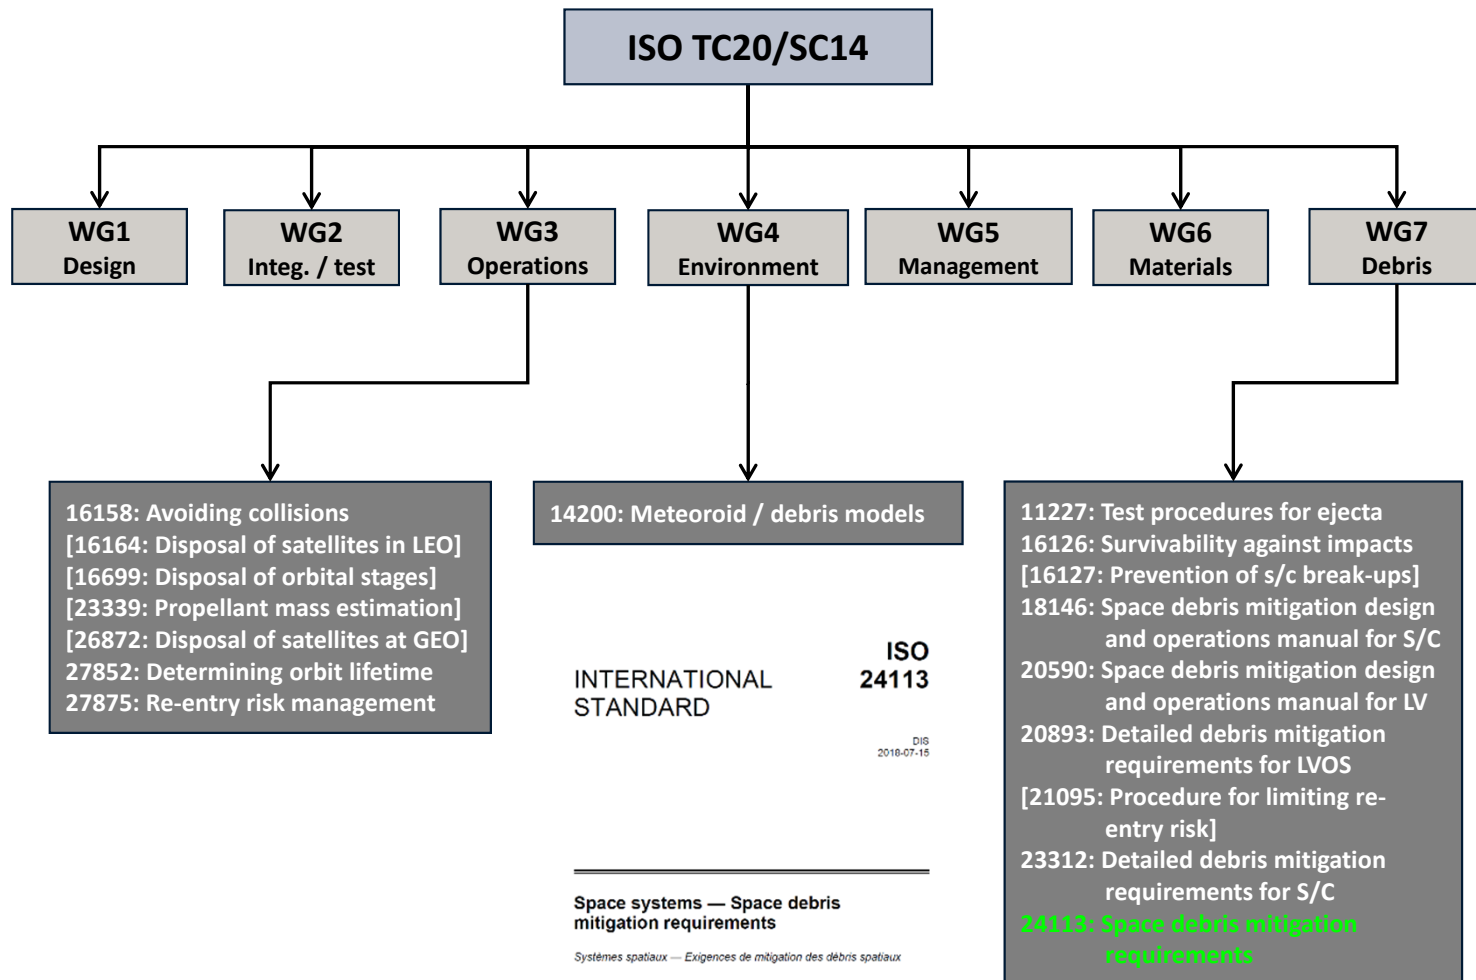 ISO TC20/SC14
WG1
Design
WG2
Integ. / test
WG3
Operations
WG4
Environment
WG5
Management
WG6
Materials
WG7
Debris
16158: Avoiding collisions
[16164: Disposal of satellites in LEO]
[16699: Disposal of orbital stages]
[23339: Propellant mass estimation]
[26872: Disposal of satellites at GEO]
27852: Determining orbit lifetime
27875: Re-entry risk management
14200: Meteoroid / debris models
INTERNATIONAL
STANDARD
ISO
24113
DIS
2018-07-15
Space systems — Space debris
mitigation requirements
Systèmes spatiaux — Exigences de mitigation des débris spatiaux
11227: Test procedures for ejecta
16126: Survivability against impacts
[16127: Prevention of s/c break-ups]
18146: Space debris mitigation design
and operations manual for S/C
20590: Space debris mitigation design
and operations manual for LV
20893: Detailed debris mitigation
requirements for LVOS
[21095: Procedure for limiting re-
entry risk]
23312: Detailed debris mitigation
requirements for S/C
24113: Space debris mitigation
requirements